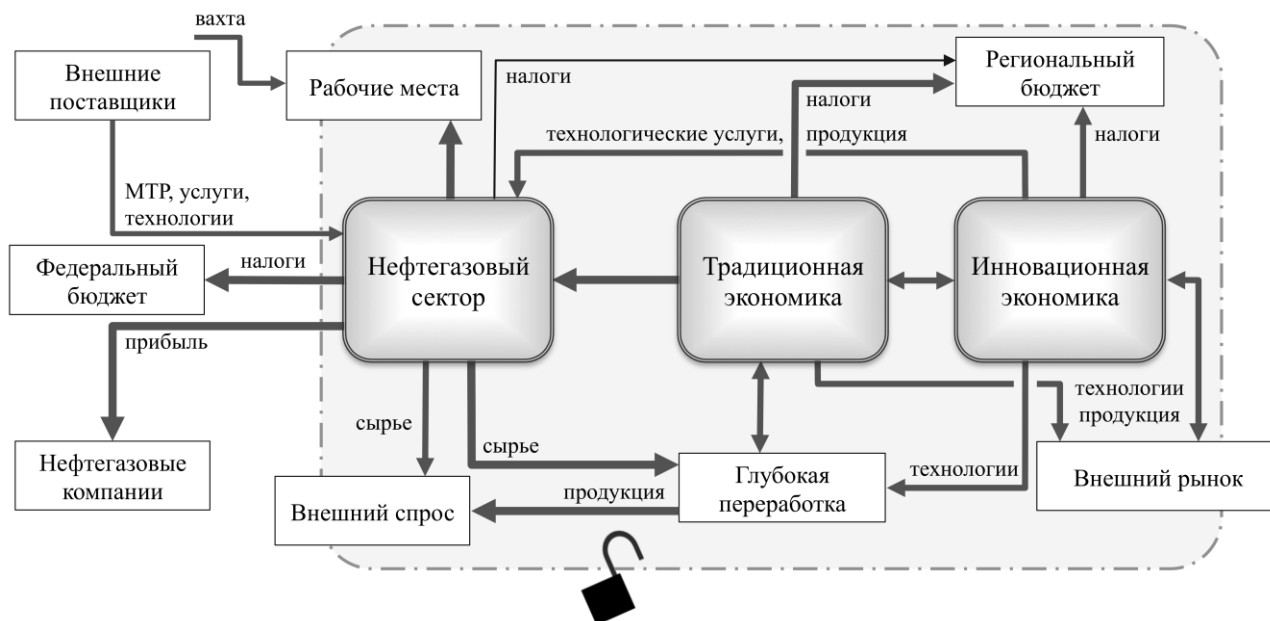 вахта
Внешние
поставщики
Рабочие места
налоги
Региональный
бюджет
налоги
технологические услуги, продукция
налоги
МТР, услуги,
технологии
Федеральный
бюджет
налоги
Нефтегазовый
сектор
Традиционная
экономика
Инновационная
экономика
прибыль
сырье
сырье
технологии
продукция
Нефтегазовые
компании
Внешний спрос
продукция
Глубокая
переработка
технологии
Внешний рынок